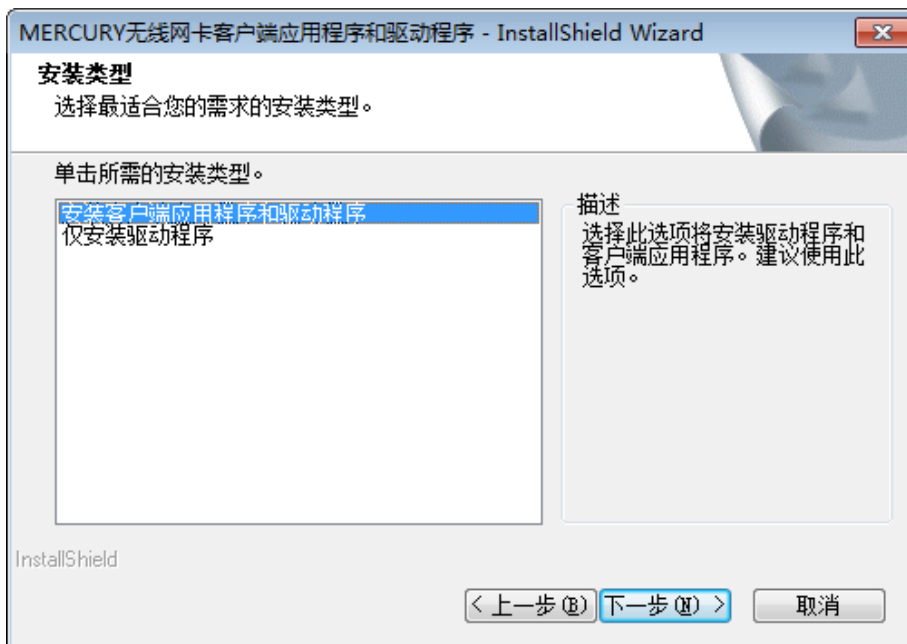 MERCURY无线网卡客户端应用程序和驱动程序 - InstallShield Wizard
安装类型
选择最适合您的需求的安装类型。
单击所需的安装类型。
安装客户端应用程序和驱动程序
仅安装驱动程序
描述
选择此选项将安装驱动程序和
客户端应用程序。建议使用此
选项。
InstallShield
< 上一步(B) 下一步(N) > 取消